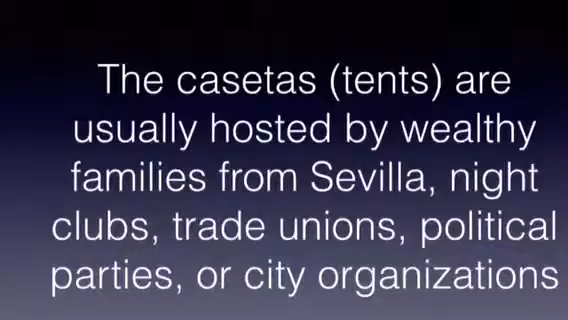 The casetas (tents) are
usually hosted by wealthy
families from Sevilla, night
clubs, trade unions, political
parties, or city organizations